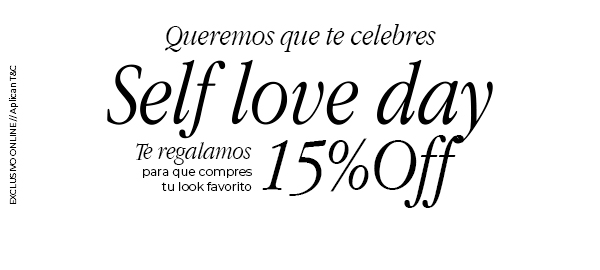 Queremos que te celebres
Self love day
Te regalamos
para que compres
tu look favorito
15%Off
EXCLUSIVO ONLINE // Aplican T&C